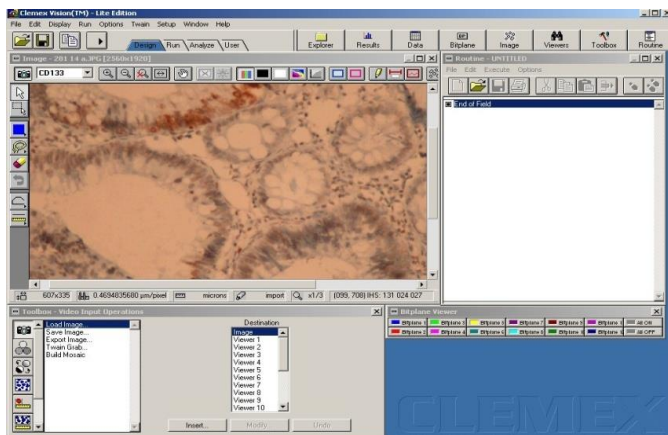 Clemex Vision(TM) - Lite Edition
File Edit Display Run Options Twain Setup Window Help
Design Run Analyze User
Explorer Results Data Bitplane Image Viewers Toolbox Routine
Image - 201 14 n.JPG [2560x1920]
CD133
607x335 0.4694835680 µm/pixel microns import x1/3 (099, 708) IHS: 131 024 027
Routine - UNTITLED
File Edit Execute Options
End of Field
Toolbox - Video Input Operations
Load Image...
Save Image...
Export Image...
Twain Grab...
Build Mosaic
Destination
Image
Viewer 1
Viewer 2
Viewer 3
Viewer 4
Viewer 5
Viewer 6
Viewer 7
Viewer 8
Viewer 9
Viewer 10
Insert... Modify... Undo
Bitplane Viewer
All ON
All OFF
CLEMEX